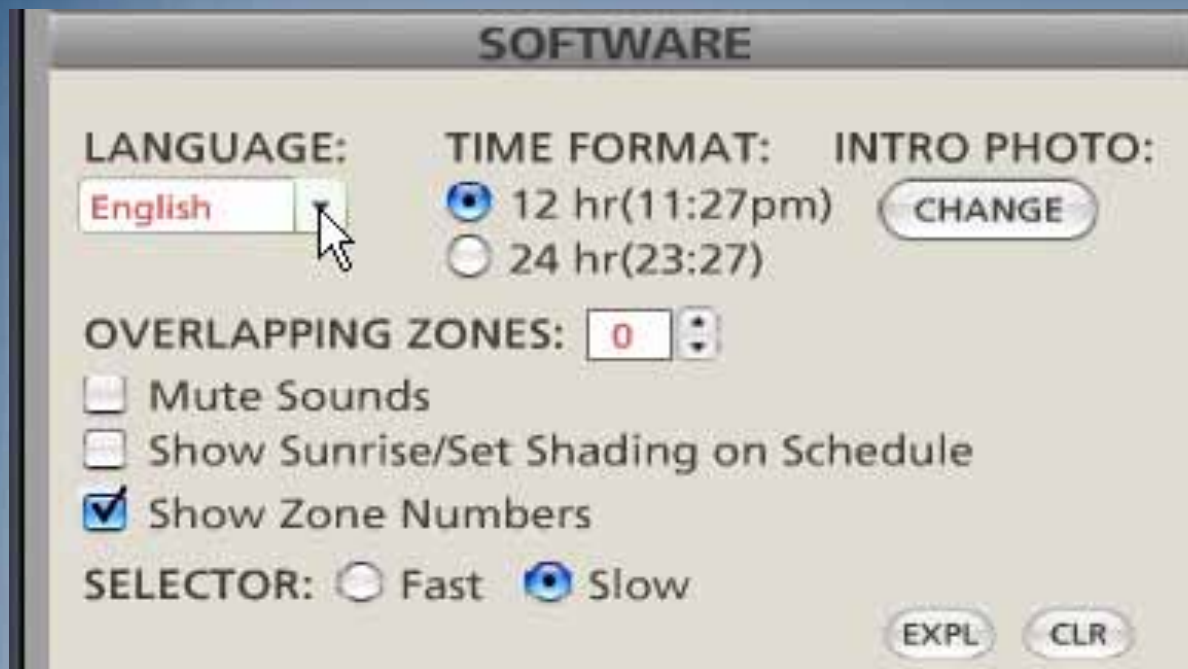 SOFTWARE
LANGUAGE: TIME FORMAT: INTRO PHOTO:
English 12 hr(11:27pm) CHANGE
24 hr(23:27)
OVERLAPPING ZONES: 0
Mute Sounds
Show Sunrise/Set Shading on Schedule
Show Zone Numbers
SELECTOR: Fast Slow
EXPL CLR